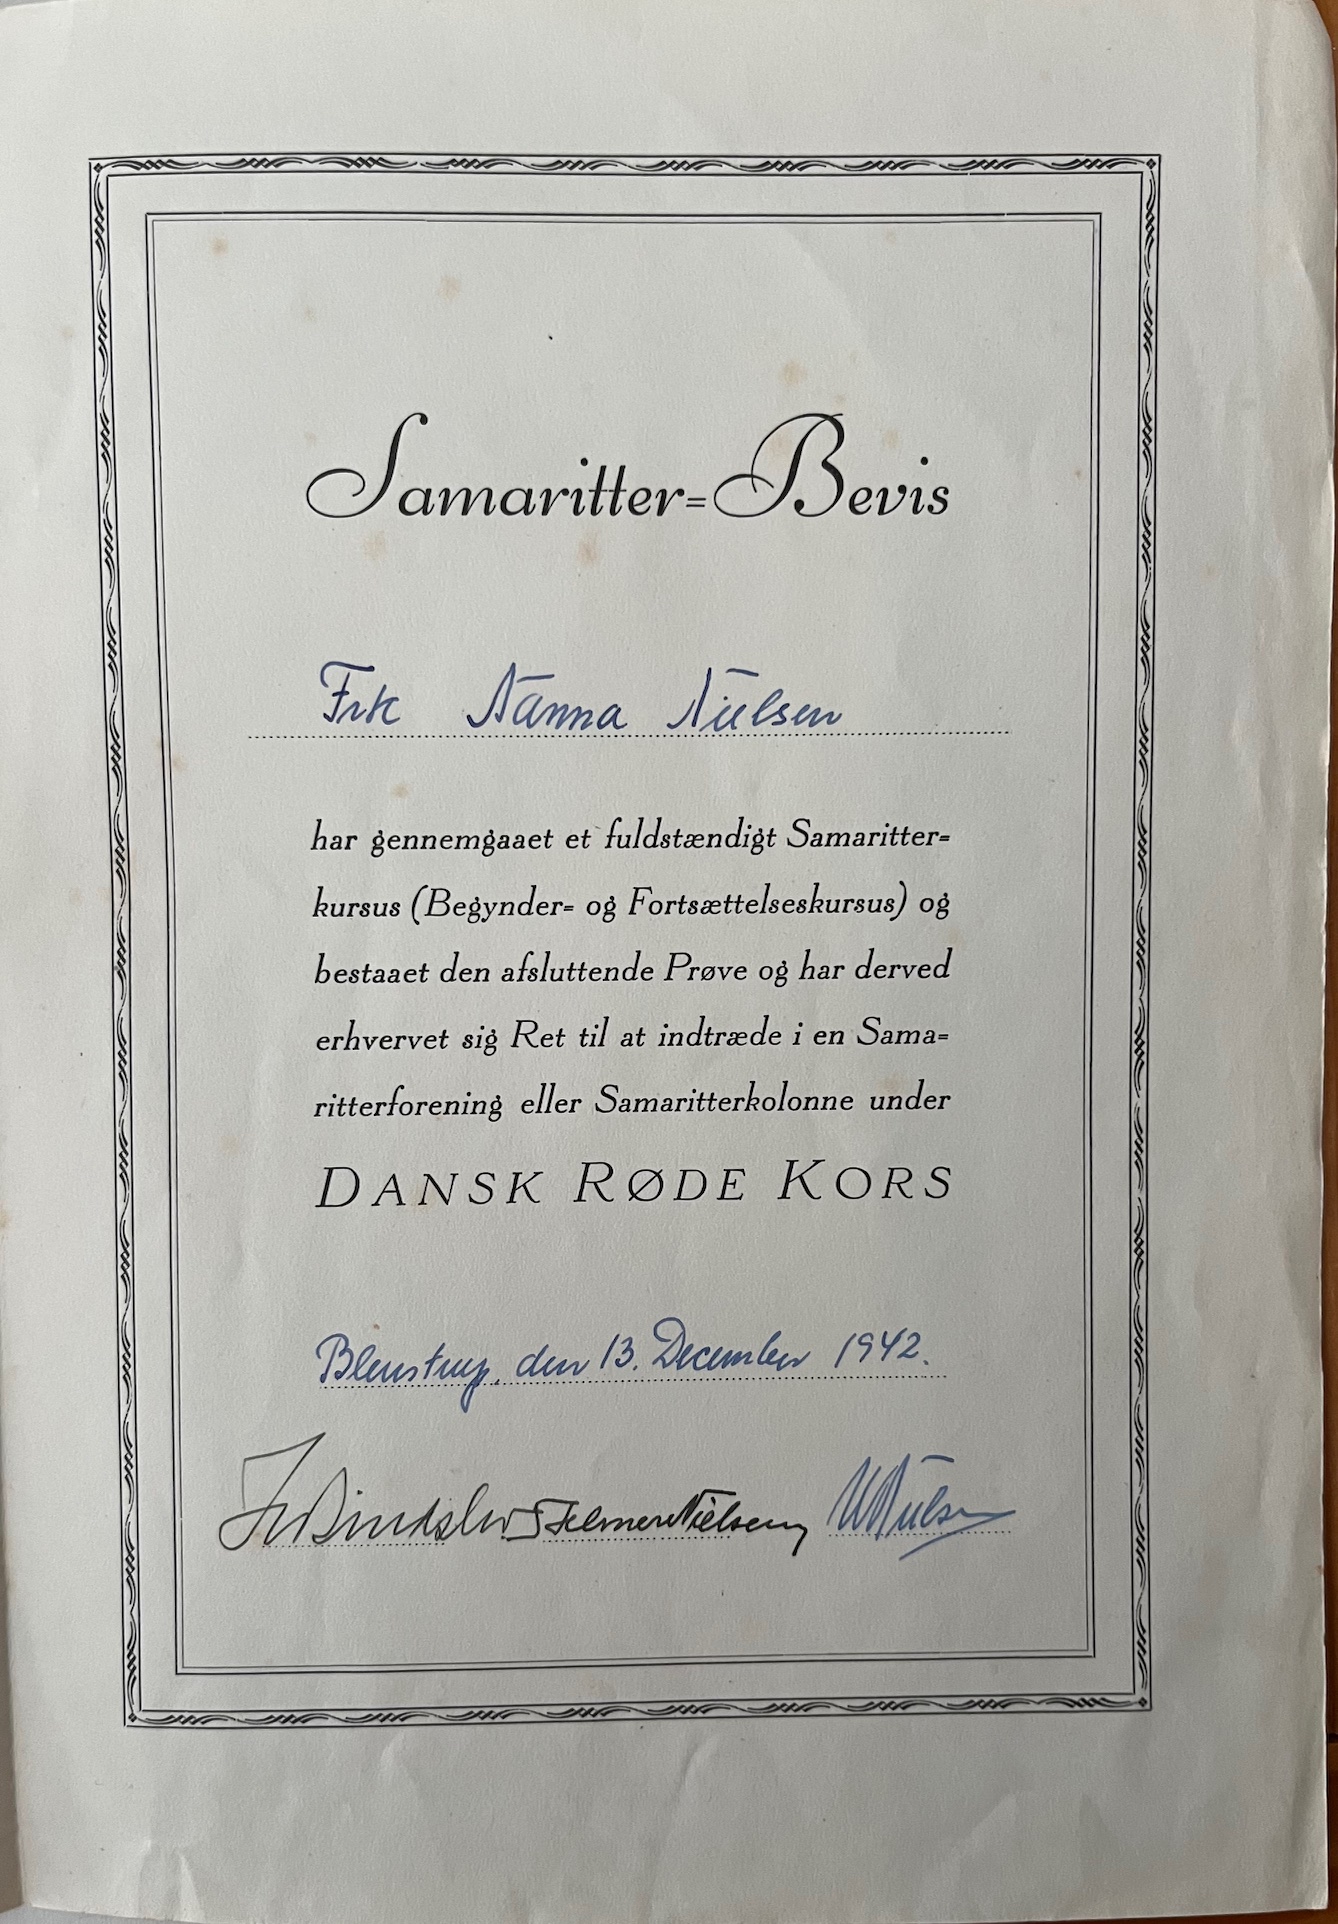 Samaritter=Bevis
Frk Nanna Nielsen
har gennemgaaet et fuldstændigt Samaritter=
kursus (Begynder= og Fortsættelseskursus) og
bestaaet den afsluttende Prøve og har derved
erhvervet sig Ret til at indtræde i en Sama=
ritterforening eller Samaritterkolonne under
DANSK RØDE KORS
Blenstrup, den 13. December 1942.
Nielsen Nielsen